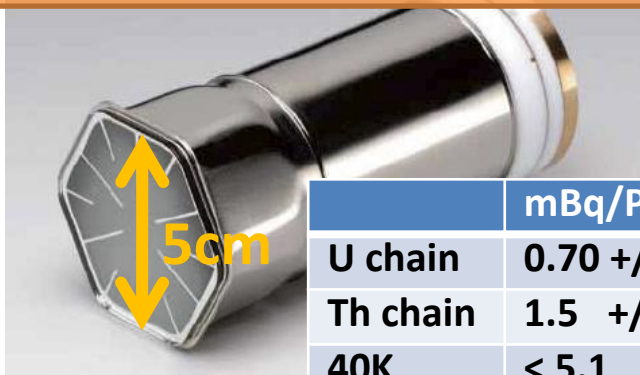 5cm
mBq/P
U chain 0.70 +/
Th chain 1.5 +/
40K < 5.1